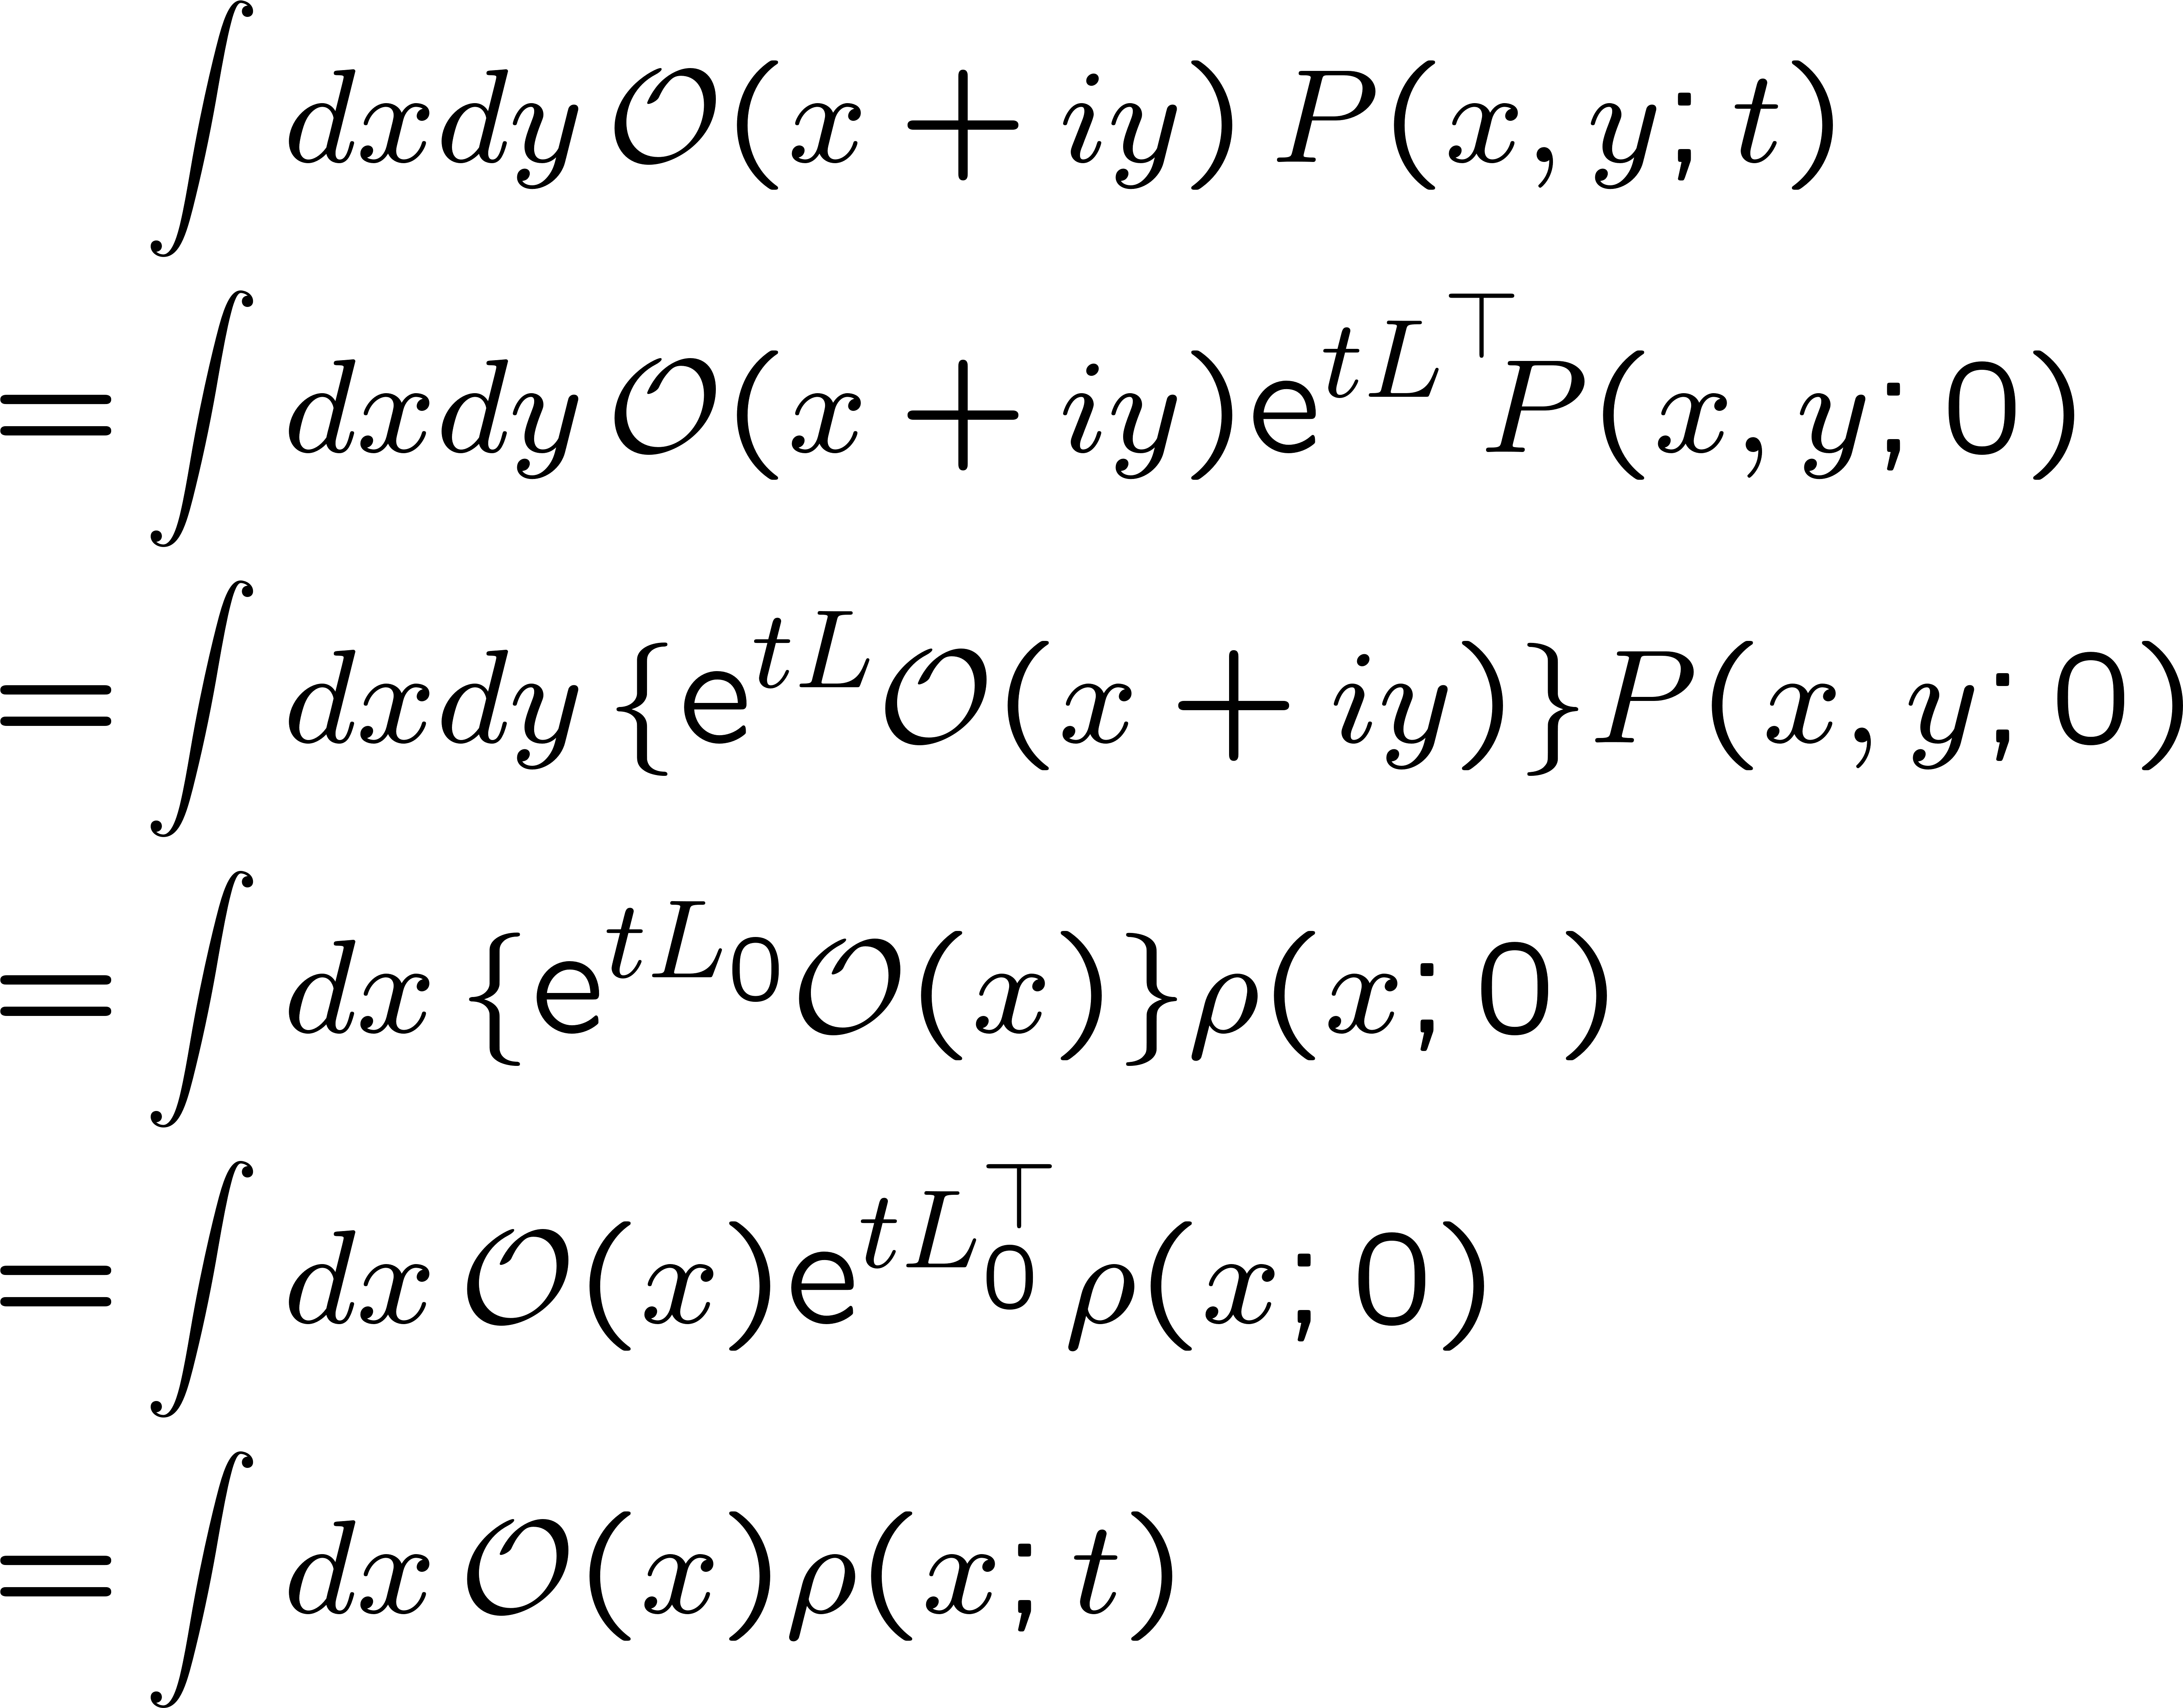 ∫ dxdy 𝒪(x + iy) P(x, y; t)
= ∫ dxdy 𝒪(x + iy)e^{tL^⊤} P(x, y; 0)
= ∫ dxdy {e^{tL} 𝒪(x + iy)}P(x, y; 0)
= ∫ dx {e^{tL_0} 𝒪(x)}ρ(x; 0)
= ∫ dx 𝒪(x)e^{tL_0^⊤} ρ(x; 0)
= ∫ dx 𝒪(x)ρ(x; t)